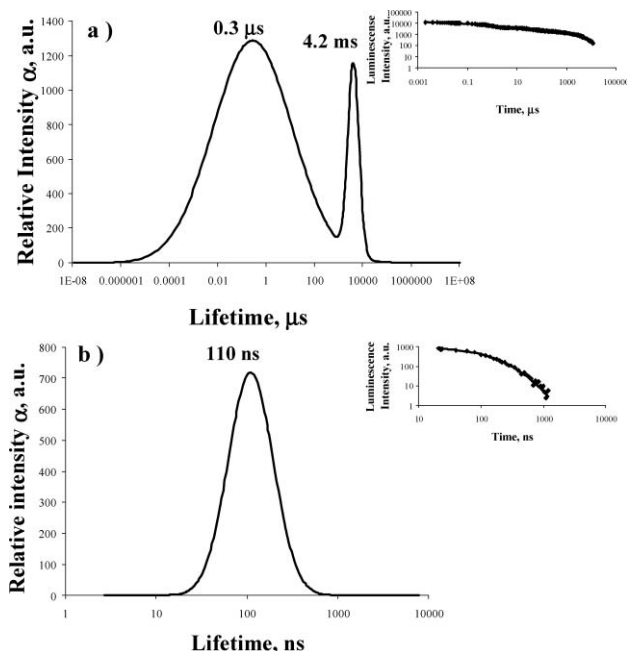 a )
0.3 µs
4.2 ms
Relative Intensity α, a.u.
1400
1200
1000
800
600
400
200
0
1E-08 0.000001 0.0001 0.01 1 100 10000 1000000 1E+08
Lifetime, µs
Luminescense
Intensity, a.u.
100000
10000
1000
100
10
1
0.001 0.1 10 1000 100000
Time, µs
b )
110 ns
Relative intensity α, a.u.
800
700
600
500
400
300
200
100
0
1 10 100 1000 10000
Lifetime, ns
Luminescence
Intensity, a.u.
1000
100
10
1
10 100 1000 10000
Time, ns